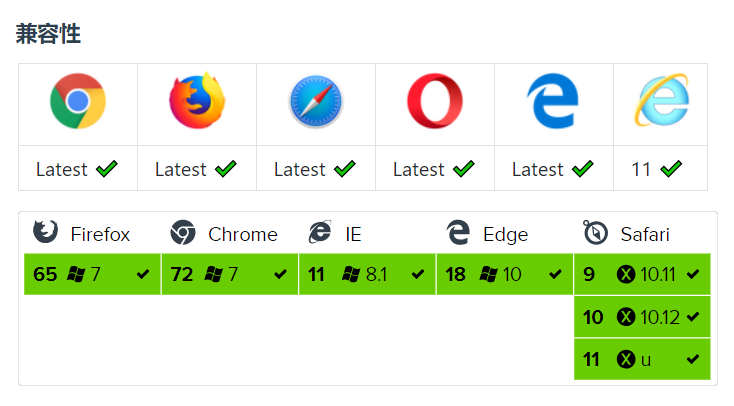 兼容性
Latest Latest Latest Latest Latest 11
Firefox Chrome IE Edge Safari
65 7 72 7 11 8.1 18 10 9 10.11
10 10.12
11 u